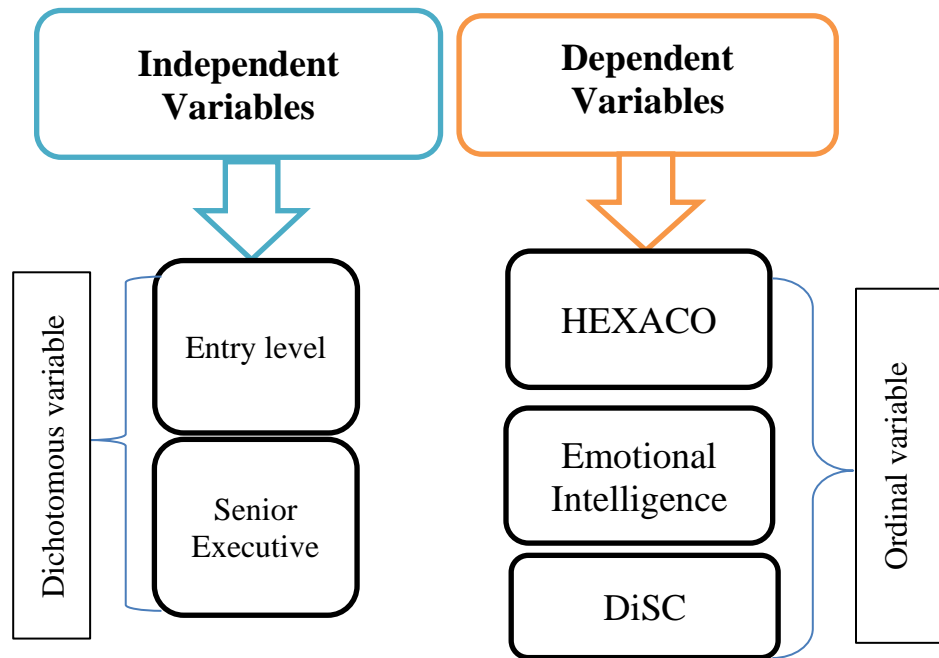 Independent
Variables
Dependent
Variables
Dichotomous variable
Entry level
Senior
Executive
HEXACO
Emotional
Intelligence
DiSC
Ordinal variable